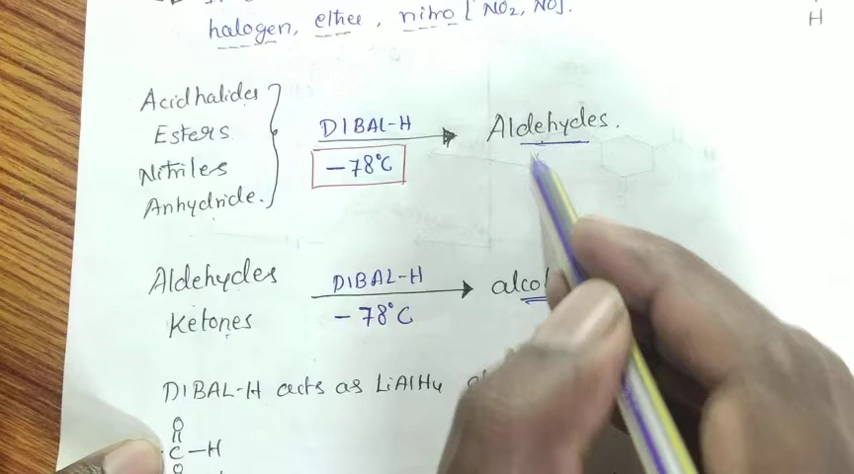 halogen, ether, nitro [NO2, NO].
H
Acid halides
Esters
Nitriles
Anhydride.
DIBAL-H
-78°C
Aldehydes.
Aldehydes
Ketones
DIBAL-H
-78°C
alcol
DIBAL-H acts as LiAlH4
O
C-H
O